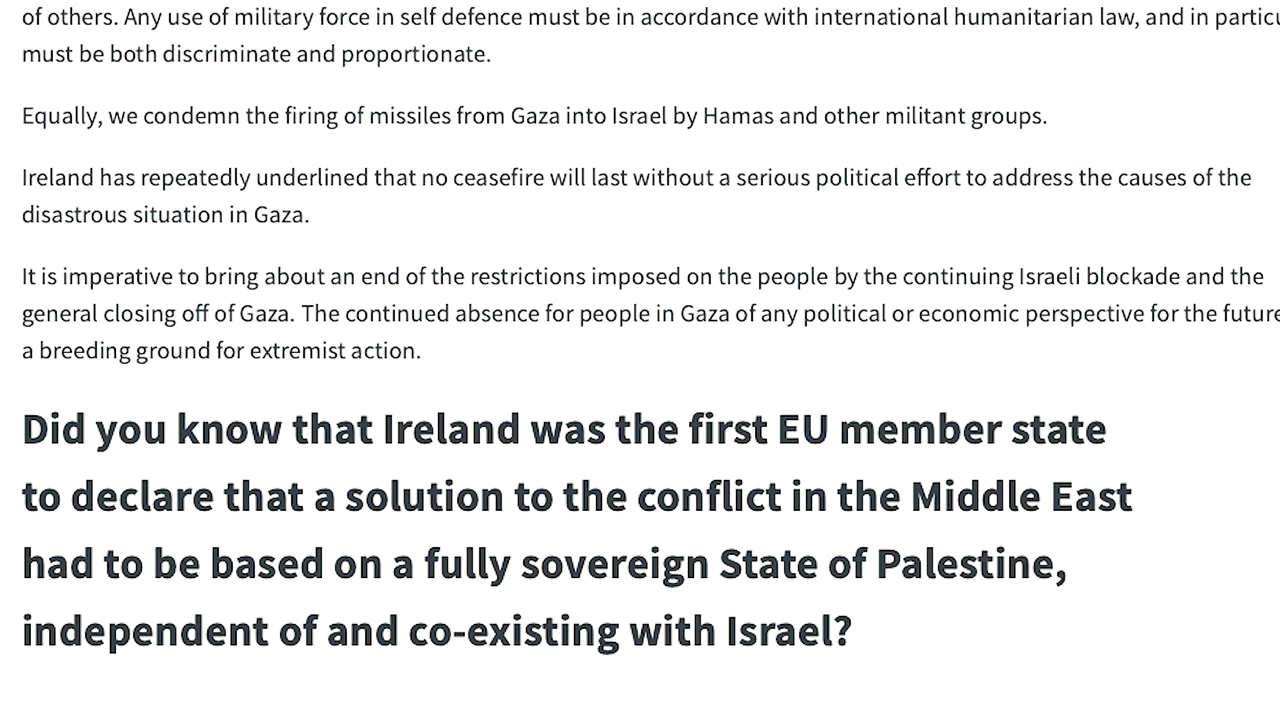 of others. Any use of military force in self defence must be in accordance with international humanitarian law, and in
must be both discriminate and proportionate.
Equally, we condemn the firing of missiles from Gaza into Israel by Hamas and other militant groups.
Ireland has repeatedly underlined that no ceasefire will last without a serious political effort to address the causes of the
disastrous situation in Gaza.
It is imperative to bring about an end of the restrictions imposed on the people by the continuing Israeli blockade and the
general closing off of Gaza. The continued absence for people in Gaza of any political or economic perspective for the future
a breeding ground for extremist action.
Did you know that Ireland was the first EU member state
to declare that a solution to the conflict in the Middle East
had to be based on a fully sovereign State of Palestine,
independent of and co-existing with Israel?